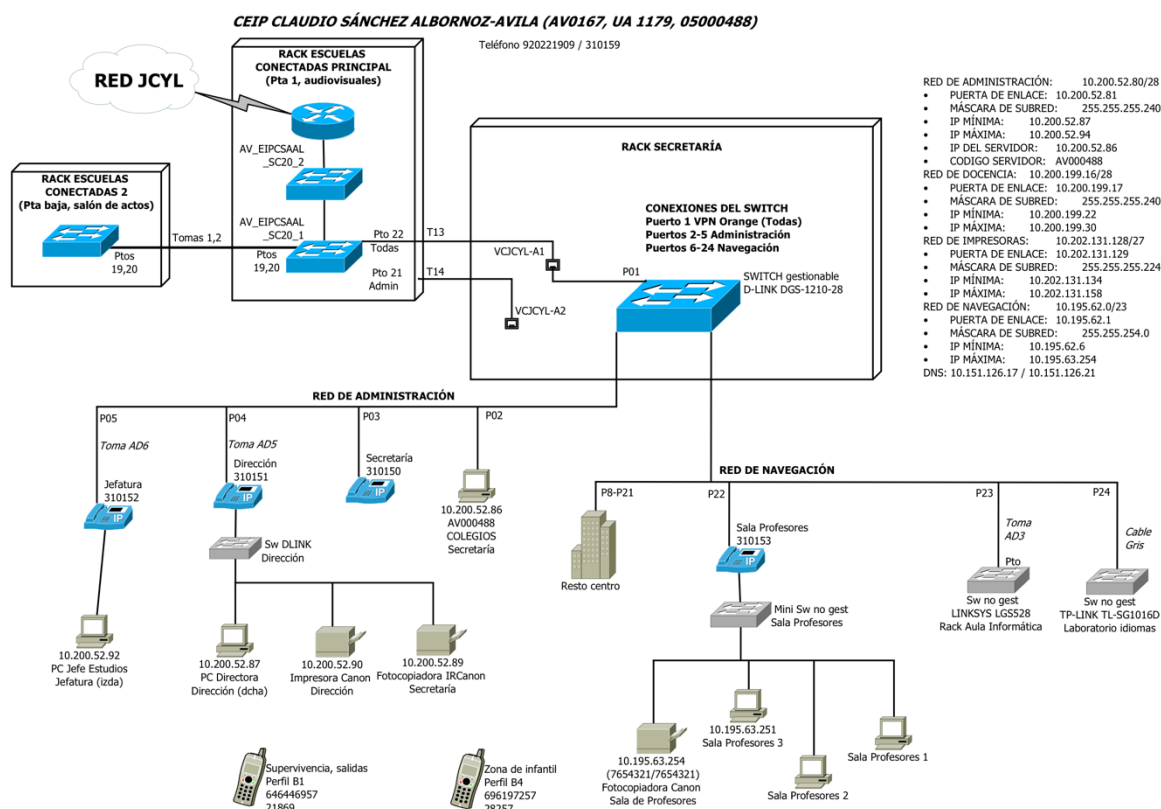 CEIP CLAUDIO SÁNCHEZ ALBORNOZ-AVILA (AV0167, UA 1179, 05000488)
Teléfono 920221909 / 310159
RACK ESCUELAS
CONECTADAS PRINCIPAL
(Pta 1, audiovisuales)
RED JCYL
AV_EIPCSAAL
_SC20_2
AV_EIPCSAAL
_SC20_1
RACK ESCUELAS
CONECTADAS 2
(Pta baja, salón de actos)
Ptos
19,20
Tomas 1,2
Ptos
19,20
Pto 22
Todas
T13
Pto 21
Admin
T14
RACK SECRETARÍA
CONEXIONES DEL SWITCH
Puerto 1 VPN Orange (Todas)
Puertos 2-5 Administración
Puertos 6-24 Navegación
VCJCYL-A1
VCJCYL-A2
P01
SWITCH gestionable
D-LINK DGS-1210-28
RED DE ADMINISTRACIÓN: 10.200.52.80/28
• PUERTA DE ENLACE: 10.200.52.81
• MÁSCARA DE SUBRED: 255.255.255.240
• IP MÍNIMA: 10.200.52.87
• IP MÁXIMA: 10.200.52.94
• IP DEL SERVIDOR: 10.200.52.86
• CODIGO SERVIDOR: AV000488
RED DE DOCENCIA: 10.200.199.16/28
• PUERTA DE ENLACE: 10.200.199.17
• MÁSCARA DE SUBRED: 255.255.255.240
• IP MÍNIMA: 10.200.199.22
• IP MÁXIMA: 10.200.199.30
RED DE IMPRESORAS: 10.202.131.128/27
• PUERTA DE ENLACE: 10.202.131.129
• MÁSCARA DE SUBRED: 255.255.255.224
• IP MÍNIMA: 10.202.131.134
• IP MÁXIMA: 10.202.131.158
RED DE NAVEGACIÓN: 10.195.62.0/23
• PUERTA DE ENLACE: 10.195.62.1
• MÁSCARA DE SUBRED: 255.255.254.0
• IP MÍNIMA: 10.195.62.6
• IP MÁXIMA: 10.195.63.254
DNS: 10.151.126.17 / 10.151.126.21
RED DE ADMINISTRACIÓN
P05
Toma AD6
Jefatura
310152
IP
10.200.52.92
PC Jefe Estudios
Jefatura (izda)
P04
Toma AD5
Dirección
310151
IP
Sw DLINK
Dirección
10.200.52.87
PC Directora
Dirección (dcha)
10.200.52.90
Impresora Canon
Dirección
10.200.52.89
Fotocopiadora IRCanon
Secretaría
P03
Secretaría
310150
IP
P02
10.200.52.86
AV000488
COLEGIOS
Secretaría
RED DE NAVEGACIÓN
P8-P21
Resto centro
P22
Sala Profesores
310153
IP
Mini Sw no gest
Sala Profesores
10.195.63.254
(7654321/7654321)
Fotocopiadora Canon
Sala de Profesores
10.195.63.251
Sala Profesores 3
Sala Profesores 2
Sala Profesores 1
P23
Toma
AD3
Pto
Sw no gest
LINKSYS LGS528
Rack Aula Informática
P24
Cable
Gris
Sw no gest
TP-LINK TL-SG1016D
Laboratorio idiomas
Supervivencia, salidas
Perfil B1
646446957
21869
Zona de infantil
Perfil B4
696197257
28257